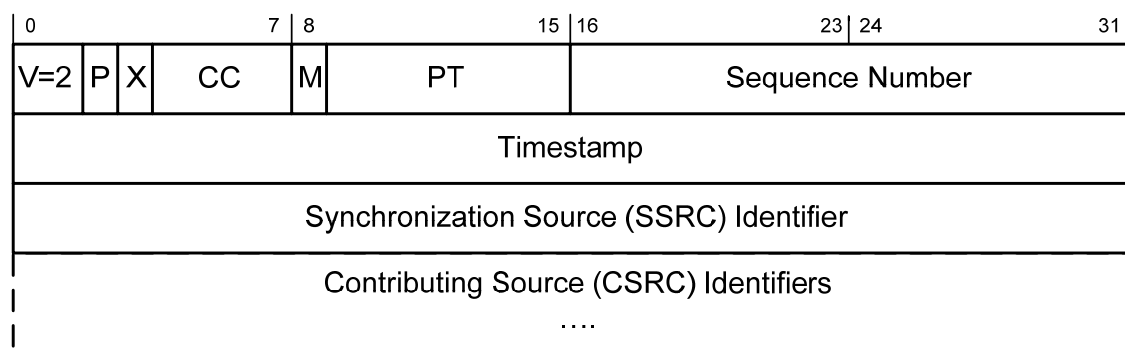 0 7 8 15 16 23 24 31
V=2 P X CC M PT Sequence Number
Timestamp
Synchronization Source (SSRC) Identifier
Contributing Source (CSRC) Identifiers
....